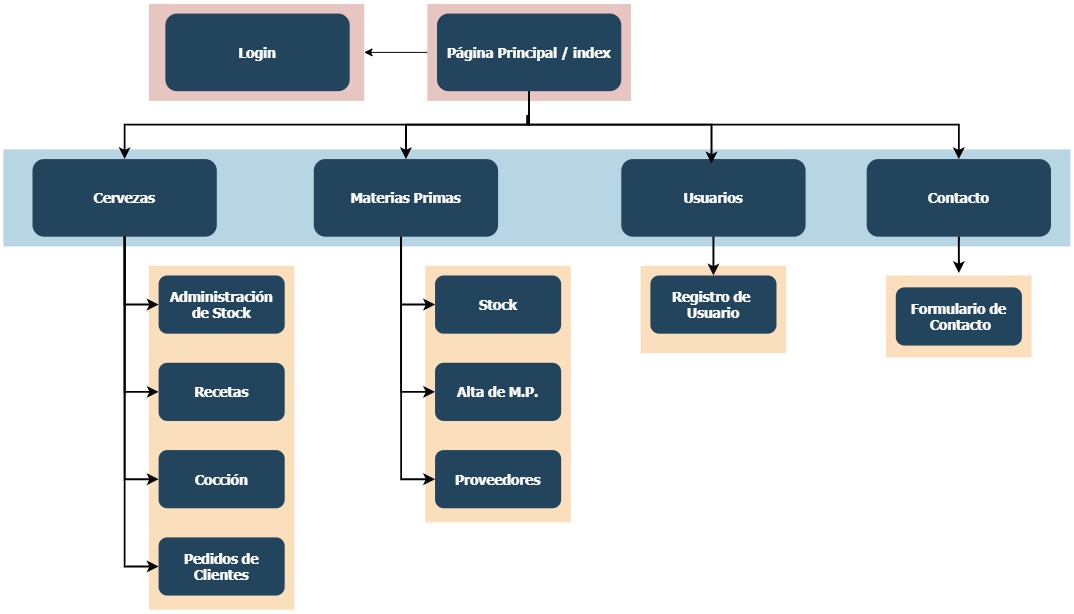 Login
Página Principal / index
Cervezas
Materias Primas
Usuarios
Contacto
Administración
de Stock
Recetas
Cocción
Pedidos de
Clientes
Stock
Alta de M.P.
Proveedores
Registro de
Usuario
Formulario de
Contacto